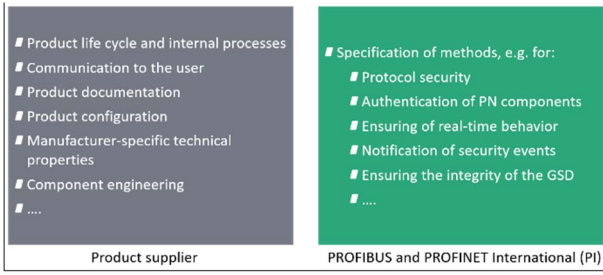 Product life cycle and internal processes
Communication to the user
Product documentation
Product configuration
Manufacturer-specific technical
properties
Component engineering
....
Product supplier
Specification of methods, e.g. for:
Protocol security
Authentication of PN components
Ensuring of real-time behavior
Notification of security events
Ensuring the integrity of the GSD
....
PROFIBUS and PROFINET International (PI)